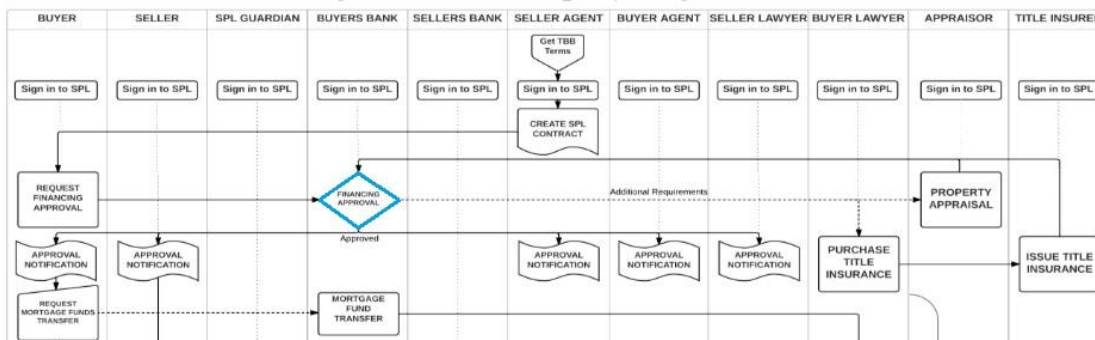 BUYER
SELLER
SPL GUARDIAN
BUYERS BANK
SELLERS BANK
SELLER AGENT
BUYER AGENT
SELLER LAWYER
BUYER LAWYER
APPRAISOR
TITLE INSURE
Get TBB
Terms
Sign in to SPL
Sign in to SPL
Sign in to SPL
Sign in to SPL
Sign in to SPL
Sign in to SPL
Sign in to SPL
Sign in to SPL
Sign in to SPL
Sign in to SPL
Sign in to SPL
CREATE SPL
CONTRACT
REQUEST
FINANCING
APPROVAL
FINANCING
APPROVAL
Additional Requirements
PROPERTY
APPRAISAL
Approved
APPROVAL
NOTIFICATION
APPROVAL
NOTIFICATION
APPROVAL
NOTIFICATION
APPROVAL
NOTIFICATION
APPROVAL
NOTIFICATION
PURCHASE
TITLE
INSURANCE
ISSUE TITLE
INSURANCE
REQUEST
MORTGAGE FUNDS
TRANSFER
MORTGAGE
FUND
TRANSFER